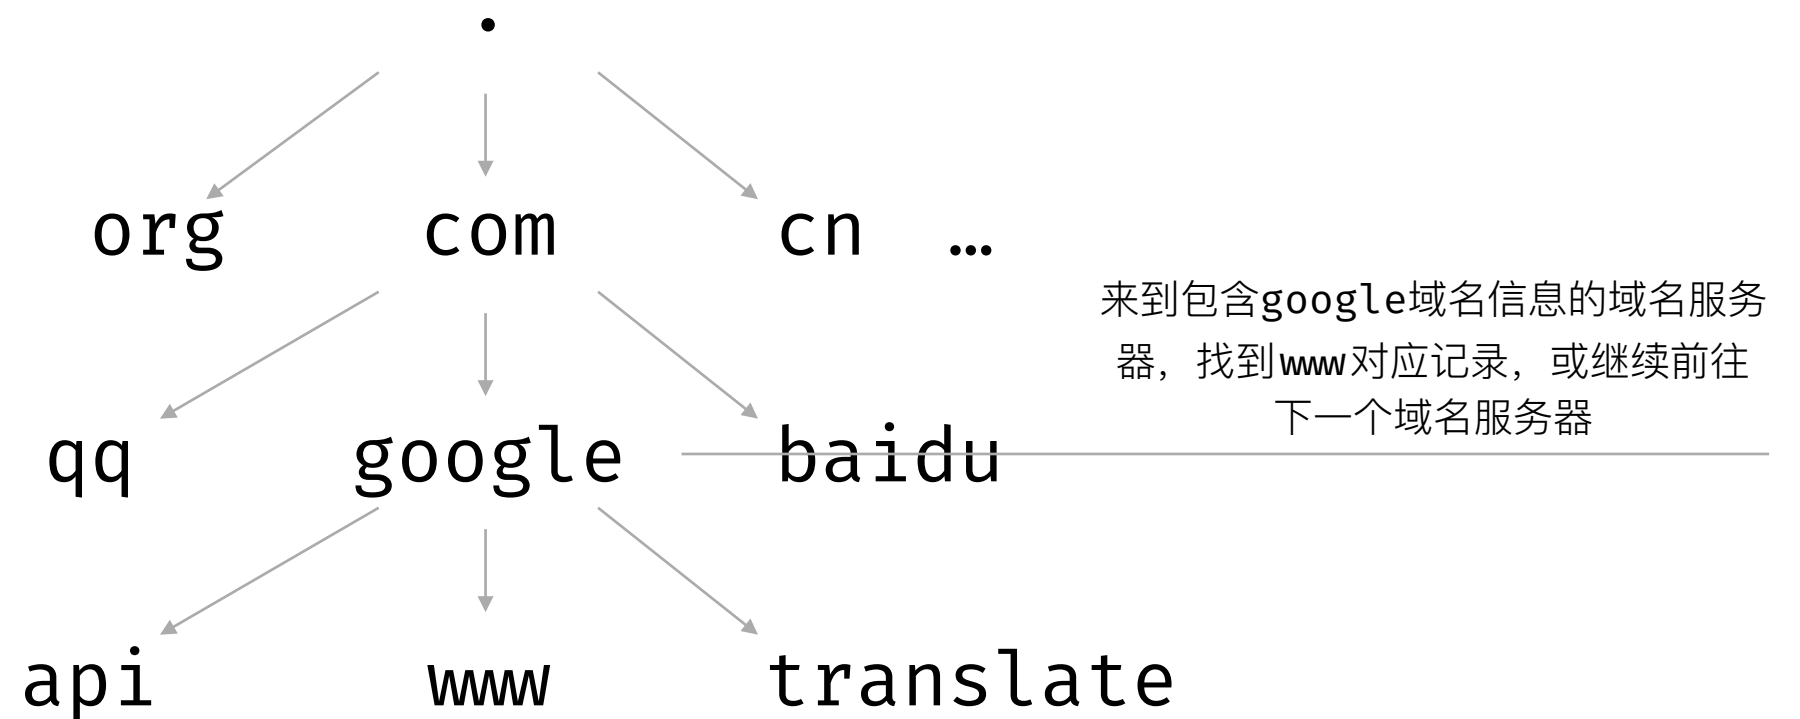 .
org com cn …
来到包含google域名信息的域名服务
器，找到www对应记录，或继续前往
下一个域名服务器
qq google baidu
api www translate